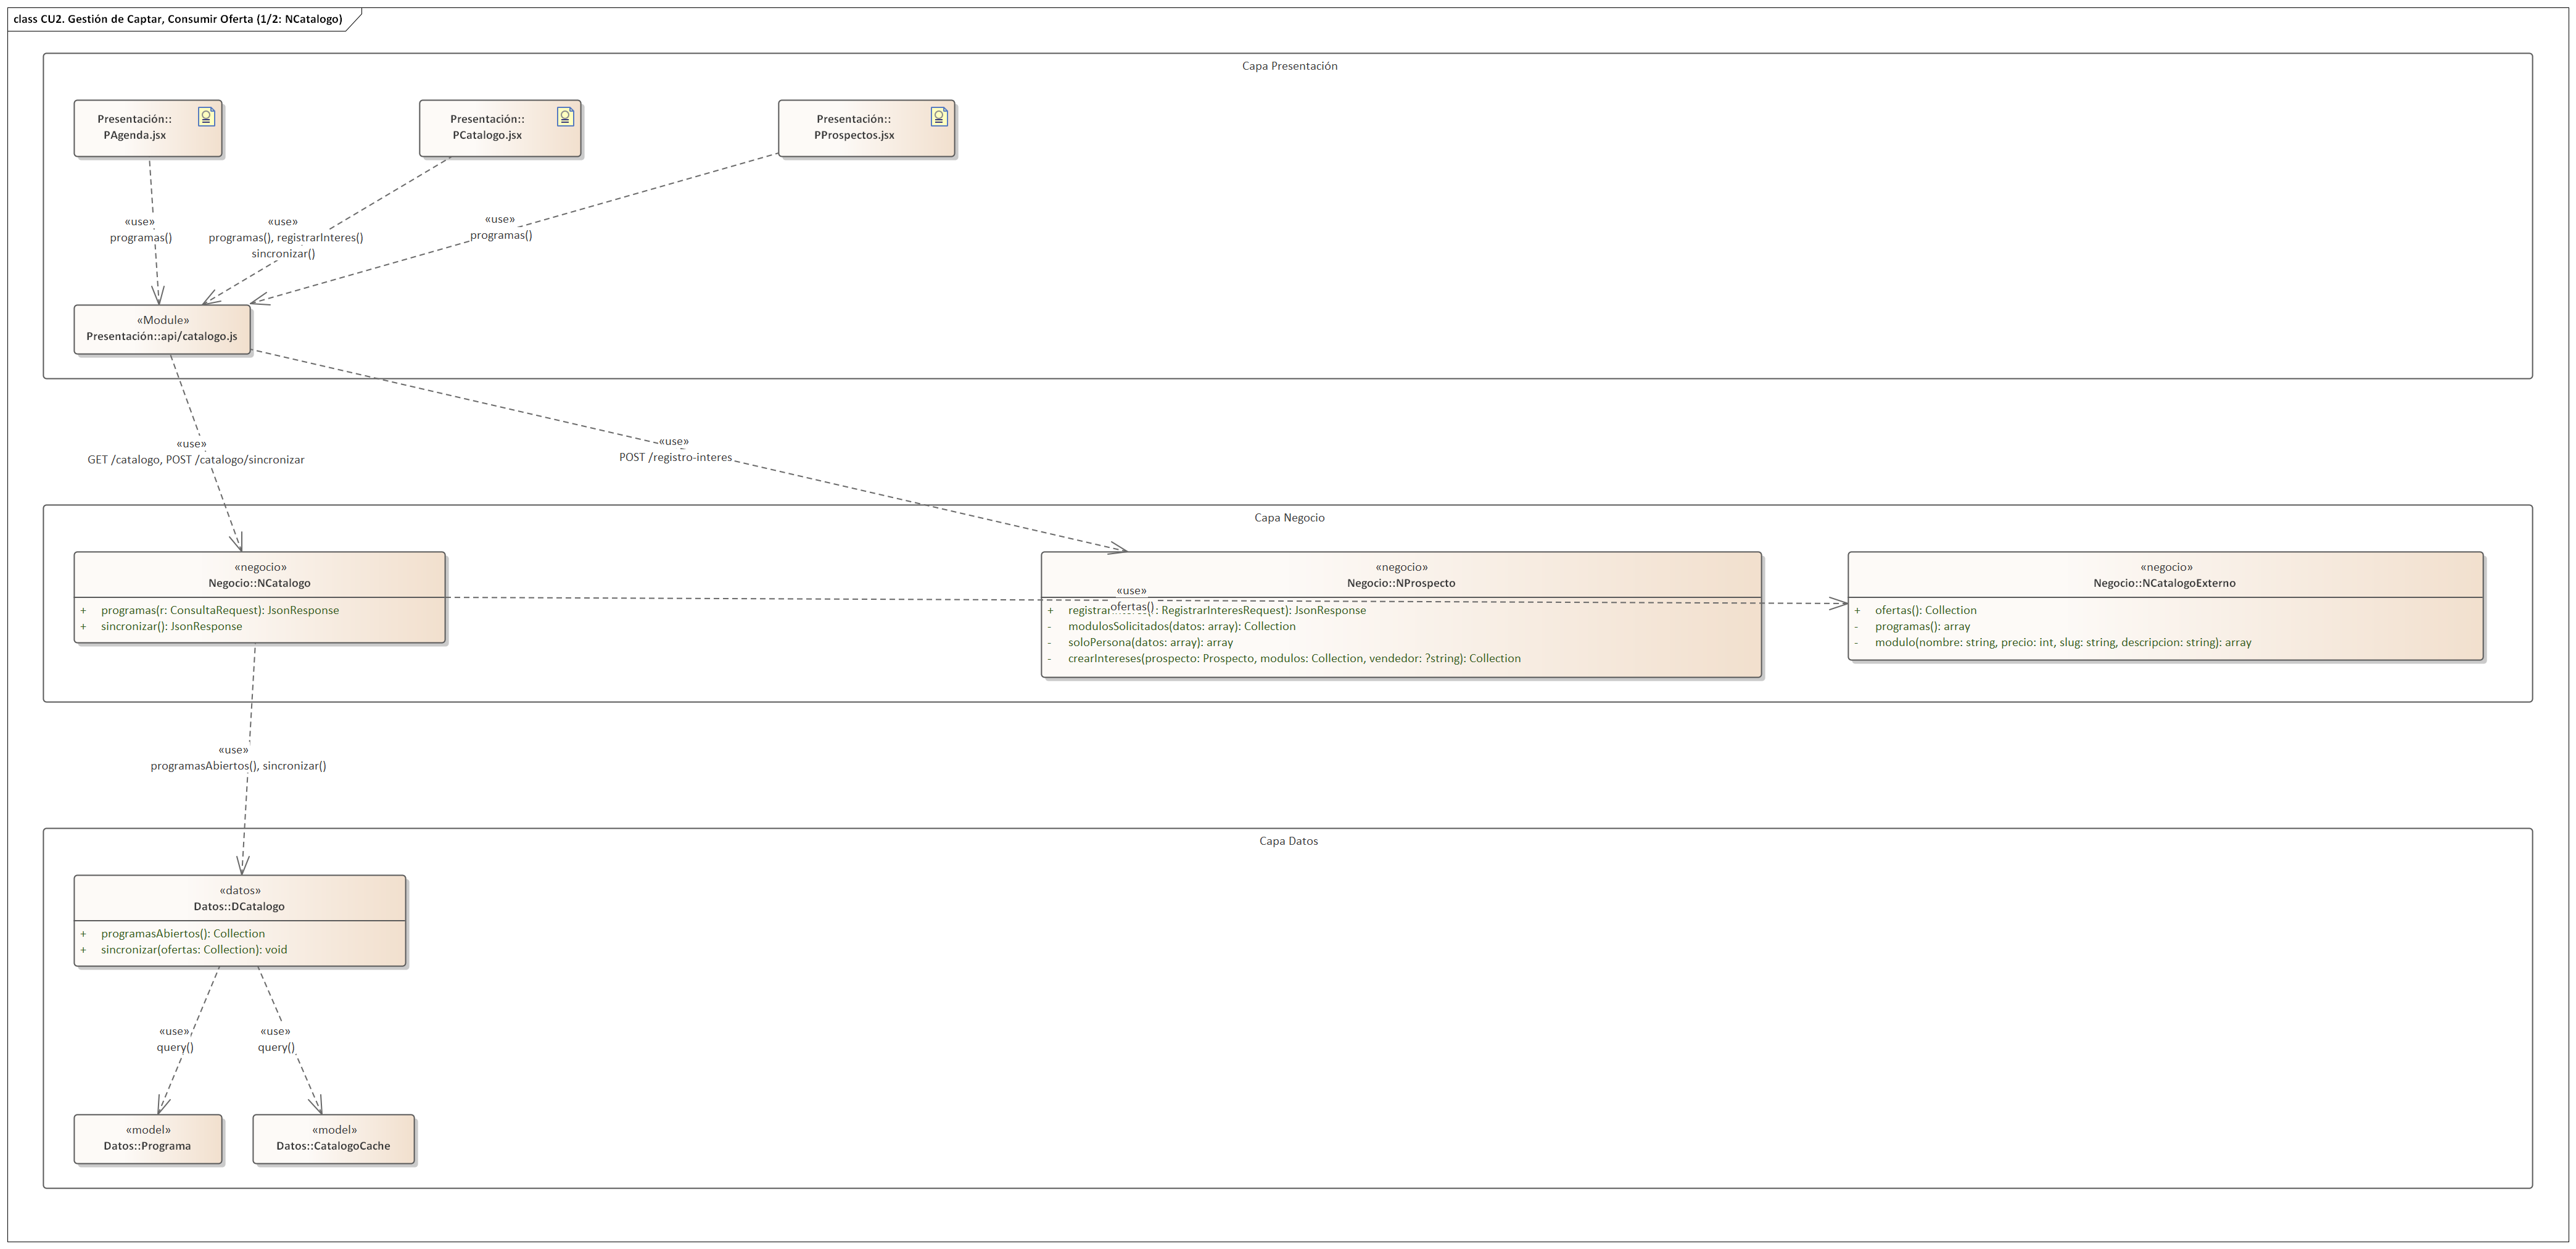 class CU2. Gestión de Captar, Consumir Oferta (1/2: NCatalogo)
Capa Presentación
Presentación::
PAgenda.jsx
Presentación::
PCatalogo.jsx
Presentación::
PProspectos.jsx
«use»
programas()
«use»
programas(), registrarInteres()
sincronizar()
«use»
programas()
«Module»
Presentación::api/catalogo.js
«use»
GET /catalogo, POST /catalogo/sincronizar
«use»
POST /registro-interes
Capa Negocio
«negocio»
Negocio::NCatalogo
+ programas(r: ConsultaRequest): JsonResponse
+ sincronizar(): JsonResponse
«use»
ofertas()
«negocio»
Negocio::NProspecto
+ : RegistrarInteresRequest): JsonResponse
- modulosSolicitados(datos: array): Collection
- soloPersona(datos: array): array
- crearIntereses(prospecto: Prospecto, modulos: Collection, vendedor: ?string): Collection
«negocio»
Negocio::NCatalogoExterno
+ ofertas(): Collection
- programas(): array
- modulo(nombre: string, precio: int, slug: string, descripcion: string): array
«use»
programasAbiertos(), sincronizar()
Capa Datos
«datos»
Datos::DCatalogo
+ programasAbiertos(): Collection
+ sincronizar(ofertas: Collection): void
«use»
query()
«use»
query()
«model»
Datos::Programa
«model»
Datos::CatalogoCache